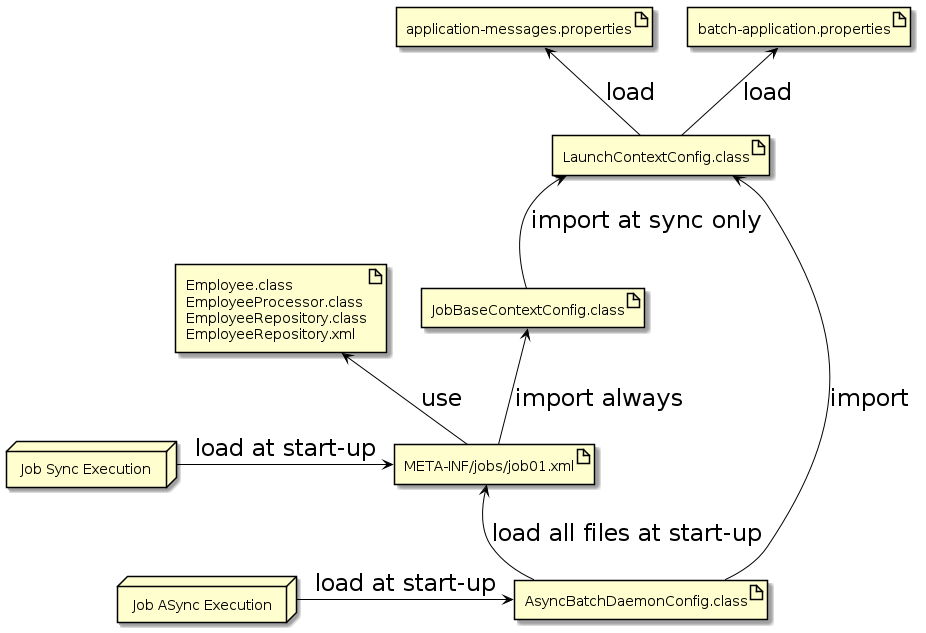 application-messages.properties
batch-application.properties
load
load
LaunchContextConfig.class
import at sync only
Employee.class
EmployeeProcessor.class
EmployeeRepository.class
EmployeeRepository.xml
JobBaseContextConfig.class
use
import always
import
load at start-up
Job Sync Execution
META-INF/jobs/job01.xml
load all files at start-up
load at start-up
Job ASync Execution
AsyncBatchDaemonConfig.class